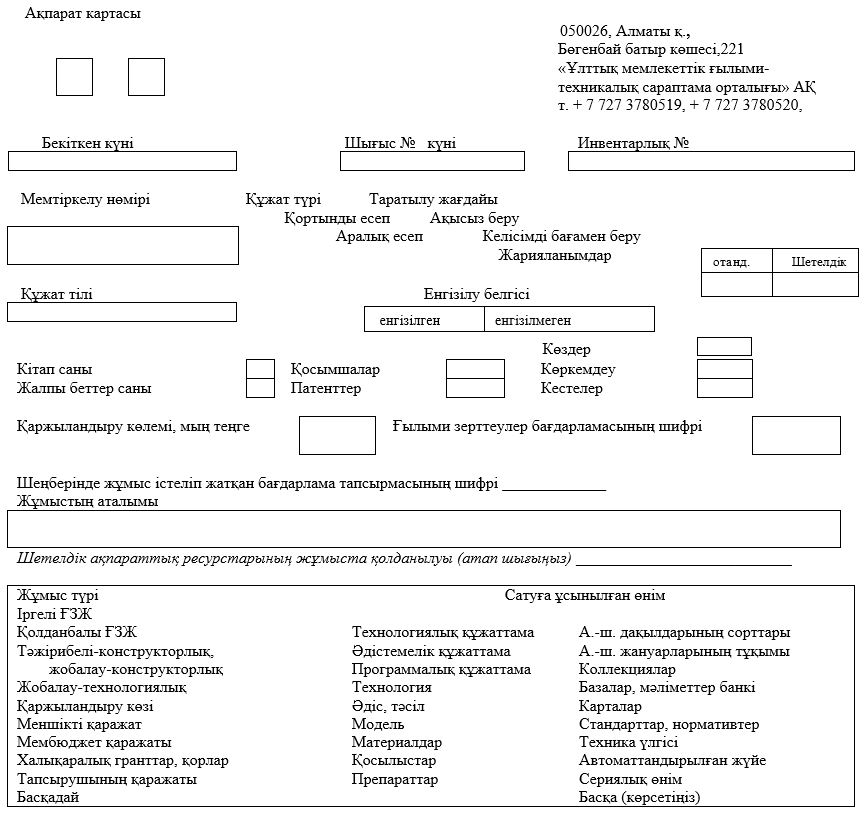 Ақпарат картасы
050026, Алматы қ.,
Бөгенбай батыр көшесі,221
«Ұлттық мемлекеттік ғылыми-
техникалық сараптама орталығы» АҚ
т. + 7 727 3780519, + 7 727 3780520,
Бекіткен күні Шығыс № күні Инвентарлық №
Мемтіркелу нөмірі Құжат түрі Таратылу жағдайы
Қортынды есеп Ақысыз беру
Аралық есеп Келісімді бағамен беру
Жарияланымдар
отанд. Шетелдік
Құжат тілі Енгізілу белгісі
енгізілген енгізілмеген
Көздер
Кітап саны Қосымшалар Көркемдеу
Жалпы беттер саны Патенттер Кестелер
Қаржыландыру көлемі, мың теңге Ғылыми зерттеулер бағдарламасының шифрі
Шеңберінде жұмыс істеліп жатқан бағдарлама тапсырмасының шифрі _____________
Жұмыстың аталымы
Шетелдік ақпараттық ресурстарының жұмыста қолданылуы (атап шығыңыз) ___________________________
Жұмыс түрі Сатуға ұсынылған өнім
Іргелі ҒЗЖ
Қолданбалы ҒЗЖ Технологиялық құжаттама А.-ш. дақылдарының сорттары
Тәжірибелі-конструкторлық, Әдістемелік құжаттама А.-ш. жануарларының тұқымы
жобалау-конструкторлық Программалық құжаттама Коллекциялар
Жобалау-технологиялық Технология Базалар, мәліметтер банкі
Қаржыландыру көзі Әдіс, тәсіл Карталар
Меншікті қаражат Модель Стандарттар, нормативтер
Мембюджет қаражаты Материалдар Техника үлгісі
Халықаралық гранттар, қорлар Қосылыстар Автоматтандырылған жүйе
Тапсырушының қаражаты Препараттар Сериялық өнім
Басқадай Басқа (көрсетіңіз)